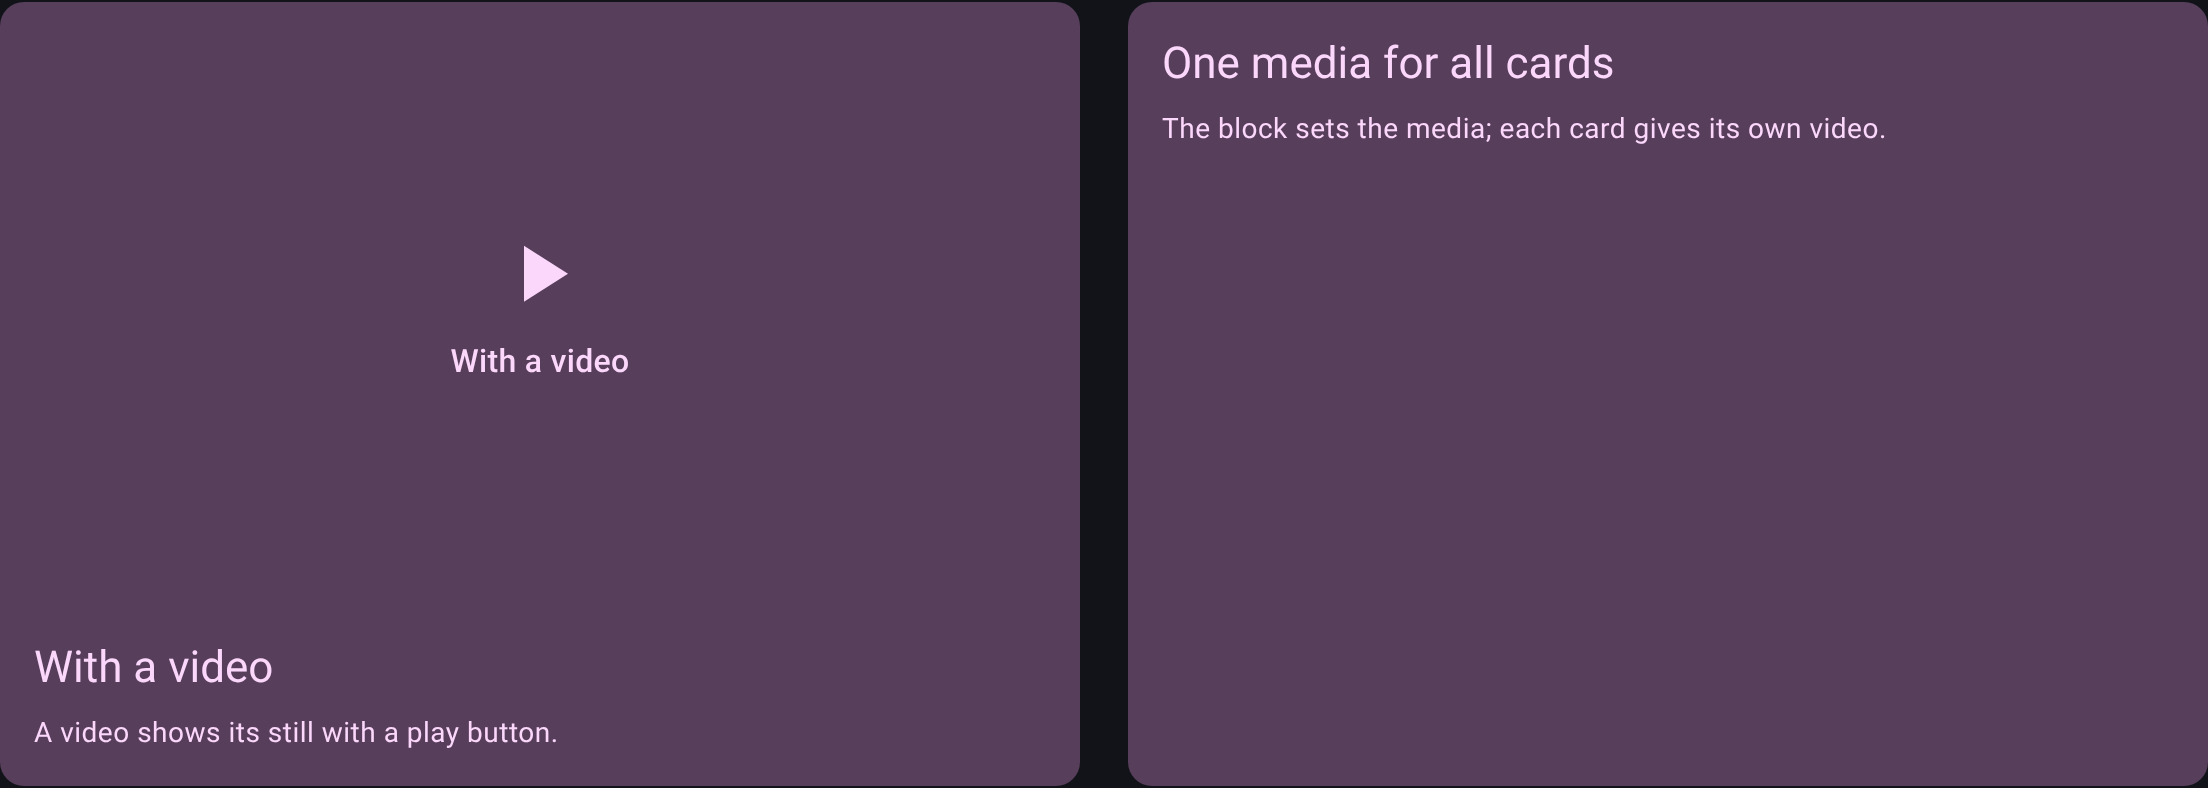 With a video
With a video
A video shows its still with a play button.
One media for all cards
The block sets the media; each card gives its own video.